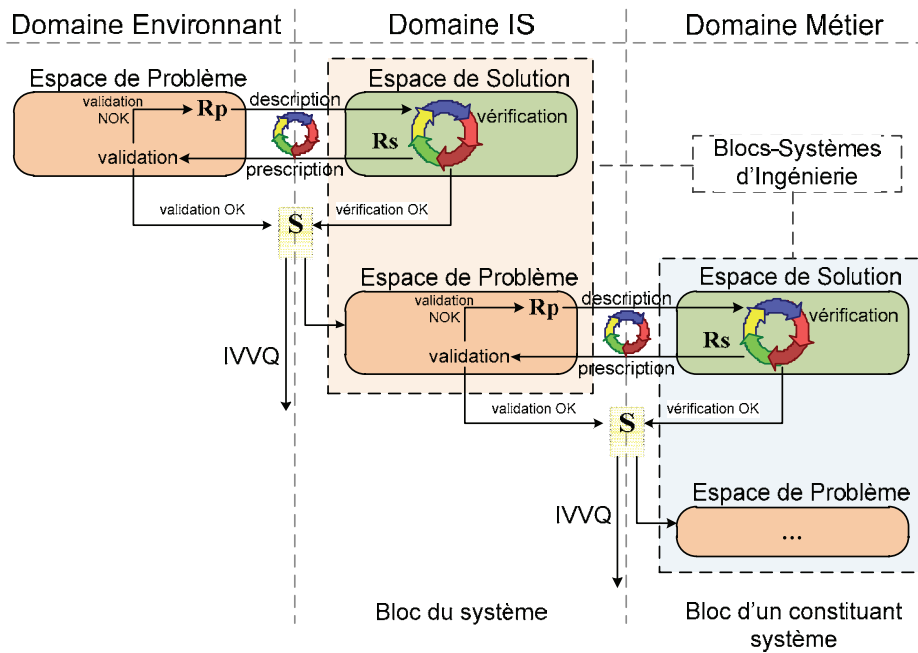 Domaine Environnant
Domaine IS
Domaine Métier
Espace de Problème
Espace de Solution
validation
NOK
Rp
description
vérification
Rs
validation
prescription
Blocs-Systèmes
d'Ingénierie
validation OK
S
vérification OK
Espace de Problème
Espace de Solution
validation
NOK
Rp
description
vérification
IVVQ
validation
Rs
prescription
validation OK
S
vérification OK
Espace de Problème
IVVQ
...
Bloc du système
Bloc d'un constituant
système